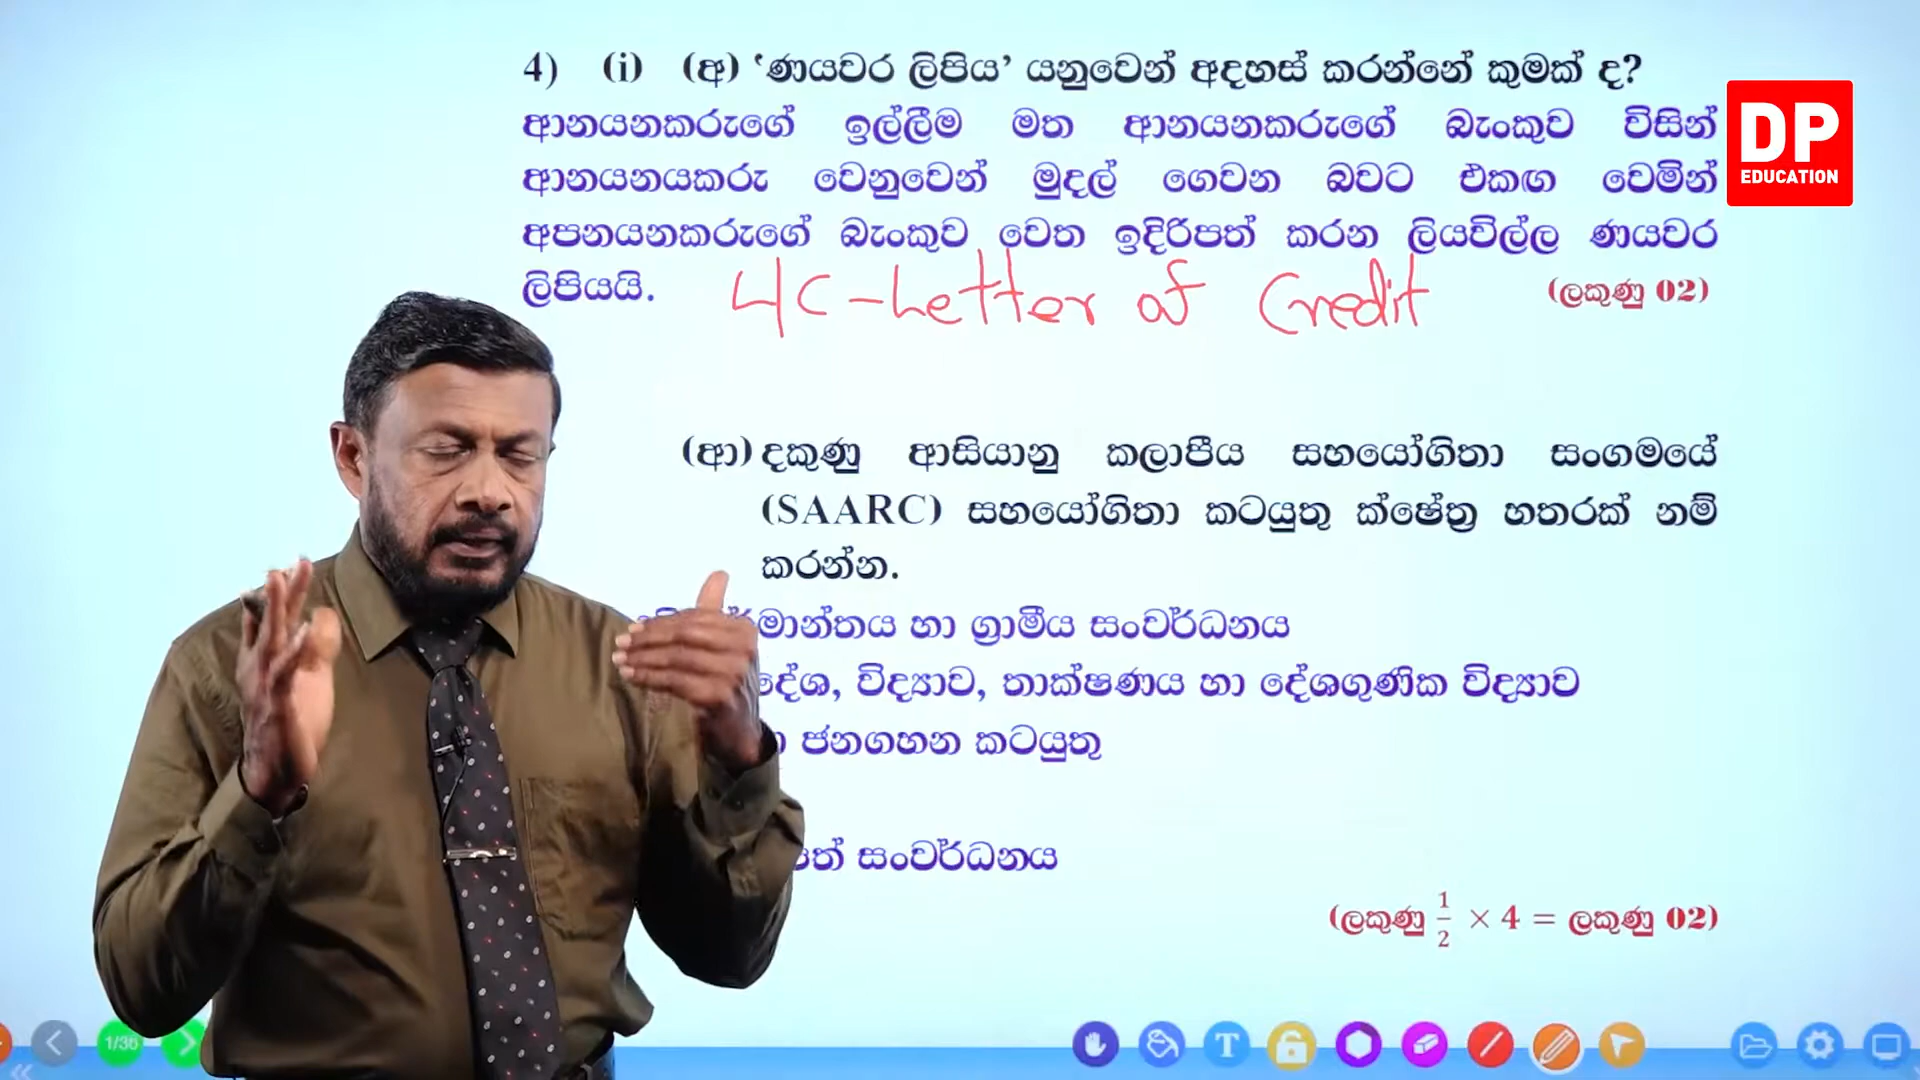 4) (i) (අ) ‘ණයවර ලිපිය’ යනුවෙන් අදහස් කරන්නේ කුමක් ද?
ආනයනකරුගේ ඉල්ලීම මත ආනයනකරුගේ බැංකුව විසින්
ආනයනයකරු වෙනුවෙන් මුදල් ගෙවන බවට එකඟ වෙමින්
අපනයනකරුගේ බැංකුව වෙත ඉදිරිපත් කරන ලියවිල්ල ණයවර
ලිපියයි. (ලකුණු 02)
LC - Letter of Credit
DP
EDUCATION
(ආ) දකුණු ආසියානු කලාපීය සහයෝගිතා සංගමයේ
(SAARC) සහයෝගිතා කටයුතු ක්ෂේත්‍ර හතරක් නම්
කරන්න.
හා ග්‍රාමීය සංවර්ධනය
විද්‍යාව, තාක්ෂණය හා දේශගුණික විද්‍යාව
ජනගහන කටයුතු
සංවර්ධනය
(ලකුණු 1/2 × 4 = ලකුණු 02)
1/36
T